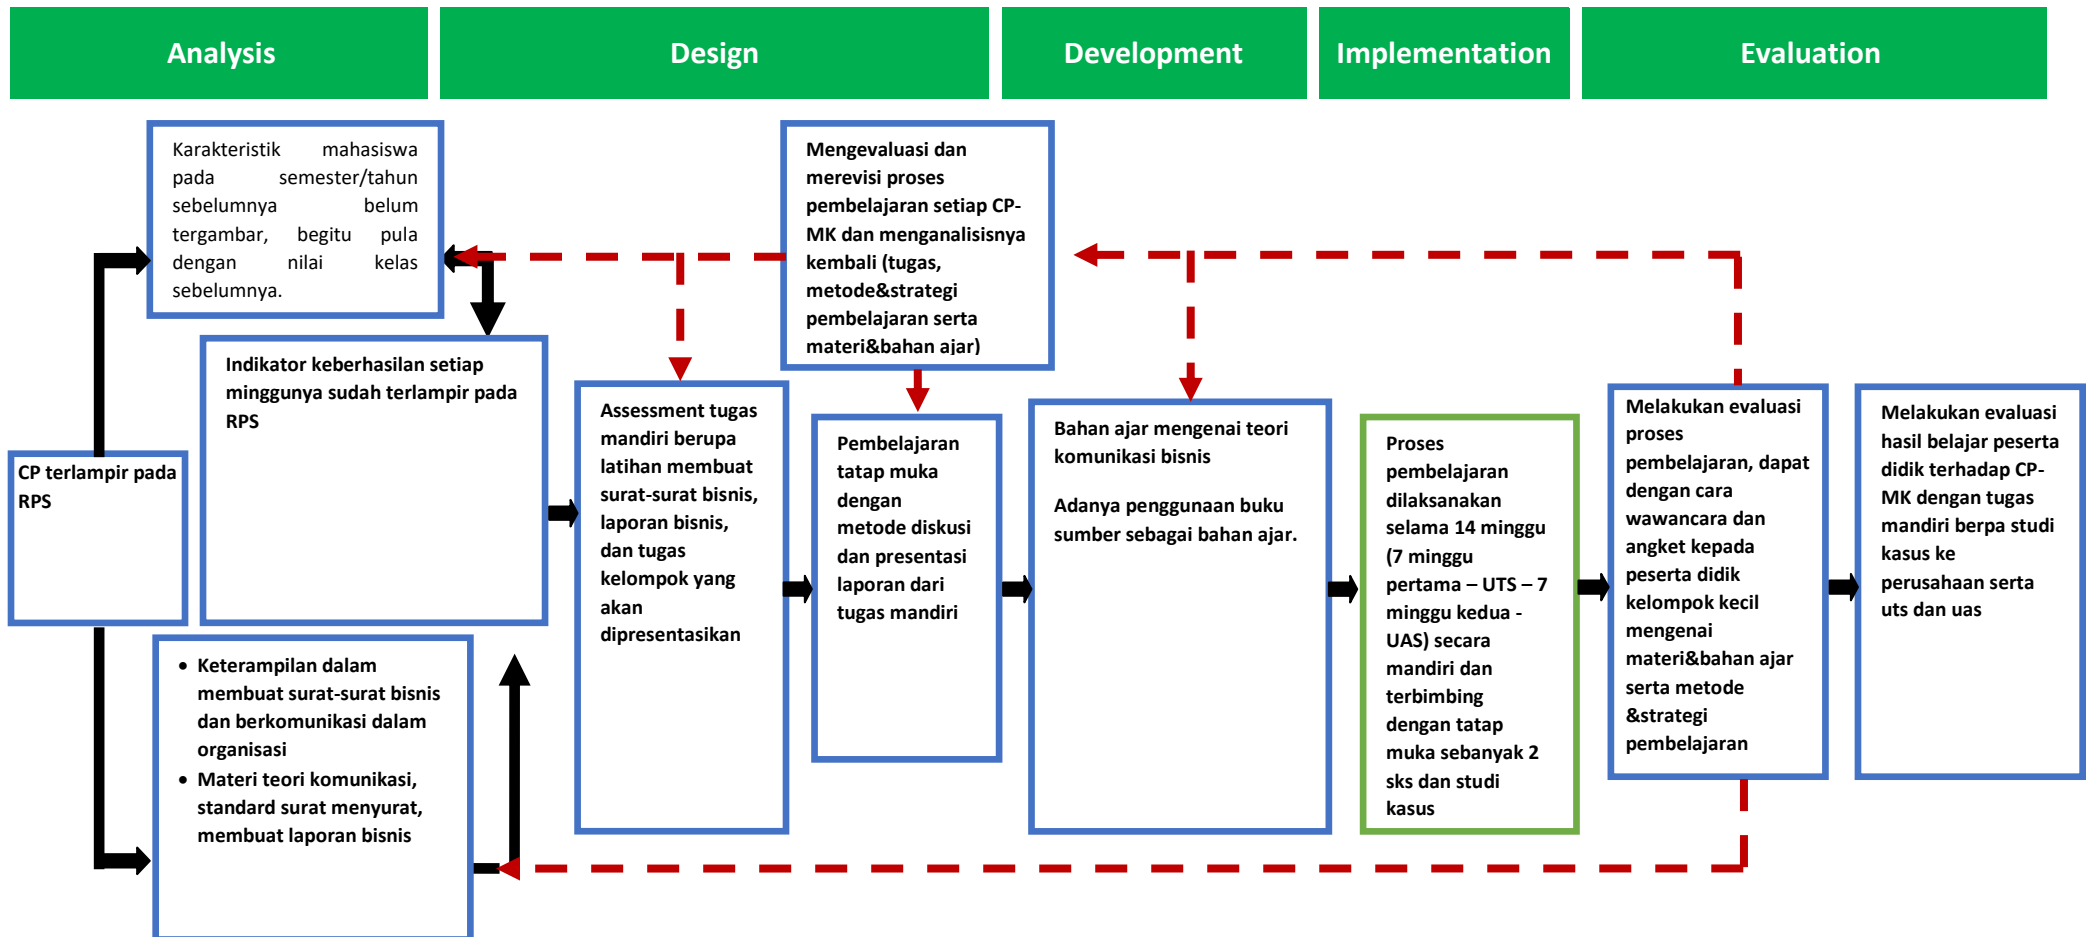 Analysis
Design
Development
Implementation
Evaluation
Karakteristik mahasiswa
pada semester/tahun
sebelumnya belum
tergambar, begitu pula
dengan nilai kelas
sebelumnya.
Mengevaluasi dan
merevisi proses
pembelajaran setiap CP-
MK dan menganalisisnya
kembali (tugas,
metode&strategi
pembelajaran serta
materi&bahan ajar)
Indikator keberhasilan setiap
minggunya sudah terlampir pada
RPS
CP terlampir pada
RPS
• Keterampilan dalam
membuat surat-surat bisnis
dan berkomunikasi dalam
organisasi
• Materi teori komunikasi,
standard surat menyurat,
membuat laporan bisnis
Assessment tugas
mandiri berupa
latihan membuat
surat-surat bisnis,
laporan bisnis,
dan tugas
kelompok yang
akan
dipresentasikan
Pembelajaran
tatap muka
dengan
metode diskusi
dan presentasi
laporan dari
tugas mandiri
Bahan ajar mengenai teori
komunikasi bisnis
Adanya penggunaan buku
sumber sebagai bahan ajar.
Proses
pembelajaran
dilaksanakan
selama 14 minggu
(7 minggu
pertama – UTS – 7
minggu kedua -
UAS) secara
mandiri dan
terbimbing
dengan tatap
muka sebanyak 2
sks dan studi
kasus
Melakukan evaluasi
proses
pembelajaran, dapat
dengan cara
wawancara dan
angket kepada
peserta didik
kelompok kecil
mengenai
materi&bahan ajar
serta metode
&strategi
pembelajaran
Melakukan evaluasi
hasil belajar peserta
didik terhadap CP-
MK dengan tugas
mandiri berpa studi
kasus ke
perusahaan serta
uts dan uas